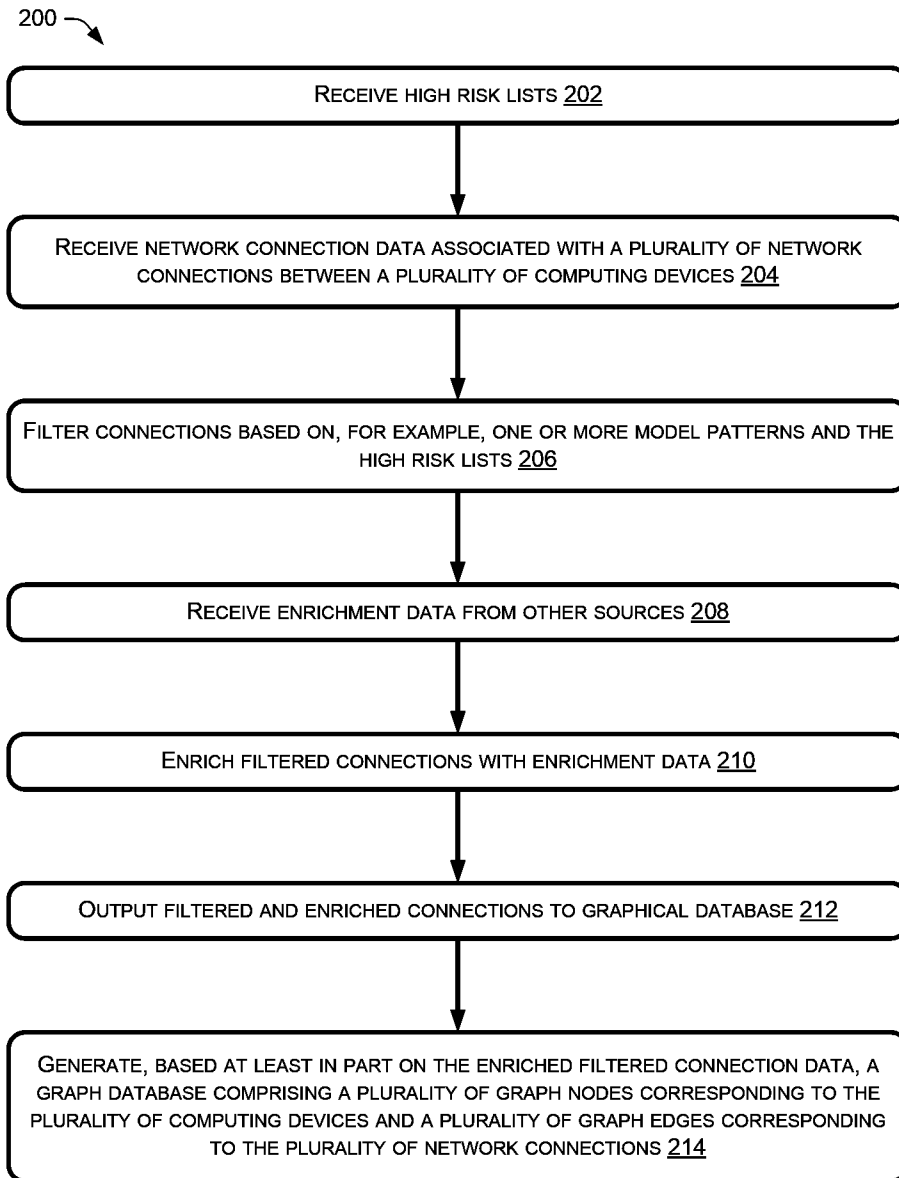 200
RECEIVE HIGH RISK LISTS 202
RECEIVE NETWORK CONNECTION DATA ASSOCIATED WITH A PLURALITY OF NETWORK
CONNECTIONS BETWEEN A PLURALITY OF COMPUTING DEVICES 204
FILTER CONNECTIONS BASED ON, FOR EXAMPLE, ONE OR MORE MODEL PATTERNS AND THE
HIGH RISK LISTS 206
RECEIVE ENRICHMENT DATA FROM OTHER SOURCES 208
ENRICH FILTERED CONNECTIONS WITH ENRICHMENT DATA 210
OUTPUT FILTERED AND ENRICHED CONNECTIONS TO GRAPHICAL DATABASE 212
GENERATE, BASED AT LEAST IN PART ON THE ENRICHED FILTERED CONNECTION DATA, A
GRAPH DATABASE COMPRISING A PLURALITY OF GRAPH NODES CORRESPONDING TO THE
PLURALITY OF COMPUTING DEVICES AND A PLURALITY OF GRAPH EDGES CORRESPONDING
TO THE PLURALITY OF NETWORK CONNECTIONS 214